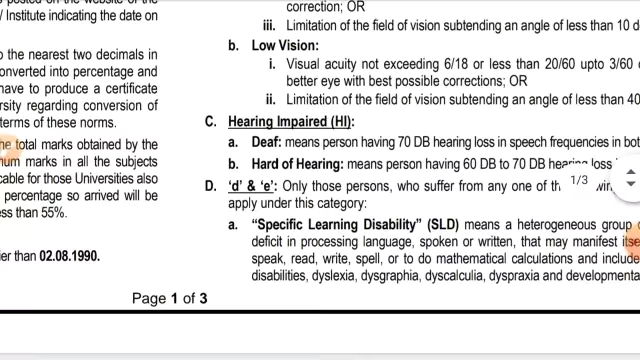 / Institute indicating the date on
o the nearest two decimals in
onverted into percentage and
have to produce a certificate
rsity regarding conversion of
terms of these norms.
he total marks obtained by the
num marks in all the subjects
cable for those Universities also
percentage so arrived will be
ess than 55%.
ier than 02.08.1990.
correction; OR
iii. Limitation of the field of vision subtending an angle of less than 10 d
b. Low Vision:
i. Visual acuity not exceeding 6/18 or less than 20/60 upto 3/60 o
better eye with best possible corrections; OR
ii. Limitation of the field of vision subtending an angle of less than 40
C. Hearing Impaired (HI):
a. Deaf: means person having 70 DB hearing loss in speech frequencies in bot
b. Hard of Hearing: means person having 60 DB to 70 DB hearing loss
D. 'd' & 'e': Only those persons, who suffer from any one of th
1/3
apply under this category:
a. "Specific Learning Disability" (SLD) means a heterogeneous group o
deficit in processing language, spoken or written, that may manifest itse
speak, read, write, spell, or to do mathematical calculations and include
disabilities, dyslexia, dysgraphia, dyscalculia, dyspraxia and developmenta
Page 1 of 3